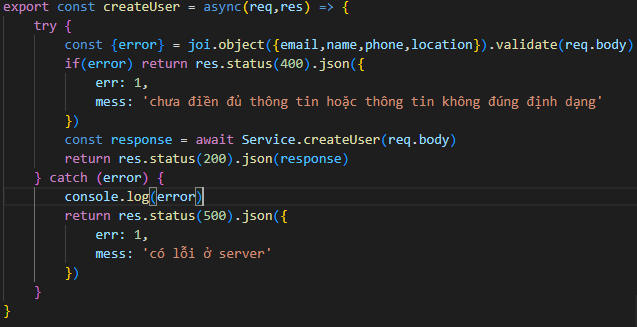 export const createUser = async(req,res) => {
try {
const {error} = joi.object({email,name,phone,location}).validate(req.body)
if(error) return res.status(400).json({
err: 1,
mess: 'chưa điền đủ thông tin hoặc thông tin không đúng định dạng'
})
const response = await Service.createUser(req.body)
return res.status(200).json(response)
} catch (error) {
console.log(error)
return res.status(500).json({
err: 1,
mess: 'có lỗi ở server'
})
}
}